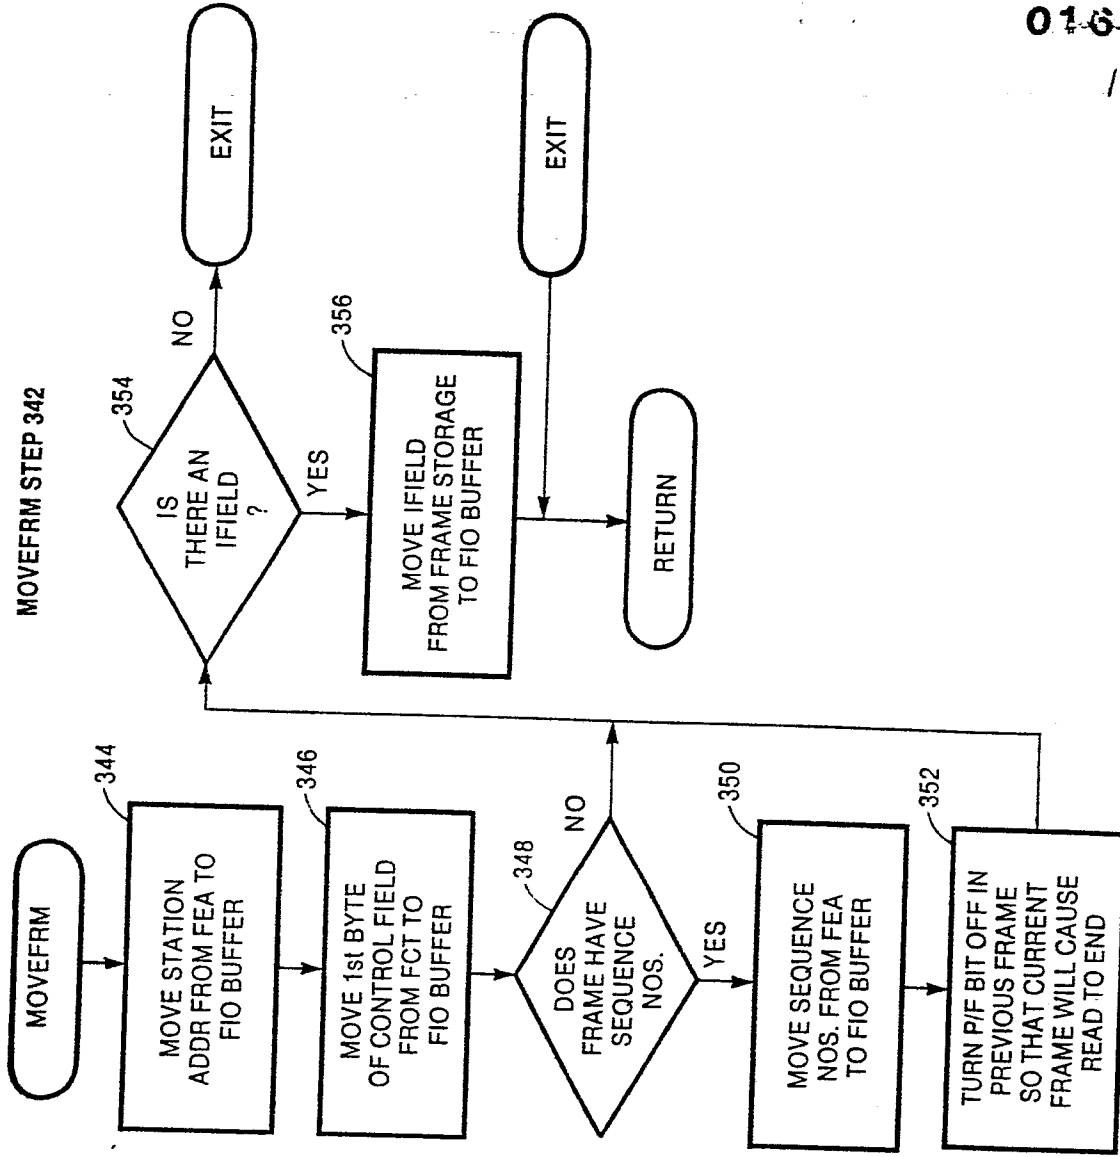 MOVEFRM STEP 342
MOVEFRM
344
MOVE STATION
ADDR FROM FEA TO
FIO BUFFER
346
MOVE 1st BYTE
OF CONTROL FIELD
FROM FCT TO
FIO BUFFER
348
DOES
FRAME HAVE
SEQUENCE
NOS.
NO
YES
350
MOVE SEQUENCE
NOS. FROM FEA
TO FIO BUFFER
352
TURN P/F BIT OFF IN
PREVIOUS FRAME
SO THAT CURRENT
FRAME WILL CAUSE
READ TO END
354
IS
THERE AN
IFIELD
?
NO
EXIT
YES
356
MOVE IFIELD
FROM FRAME STORAGE
TO FIO BUFFER
EXIT
RETURN
016